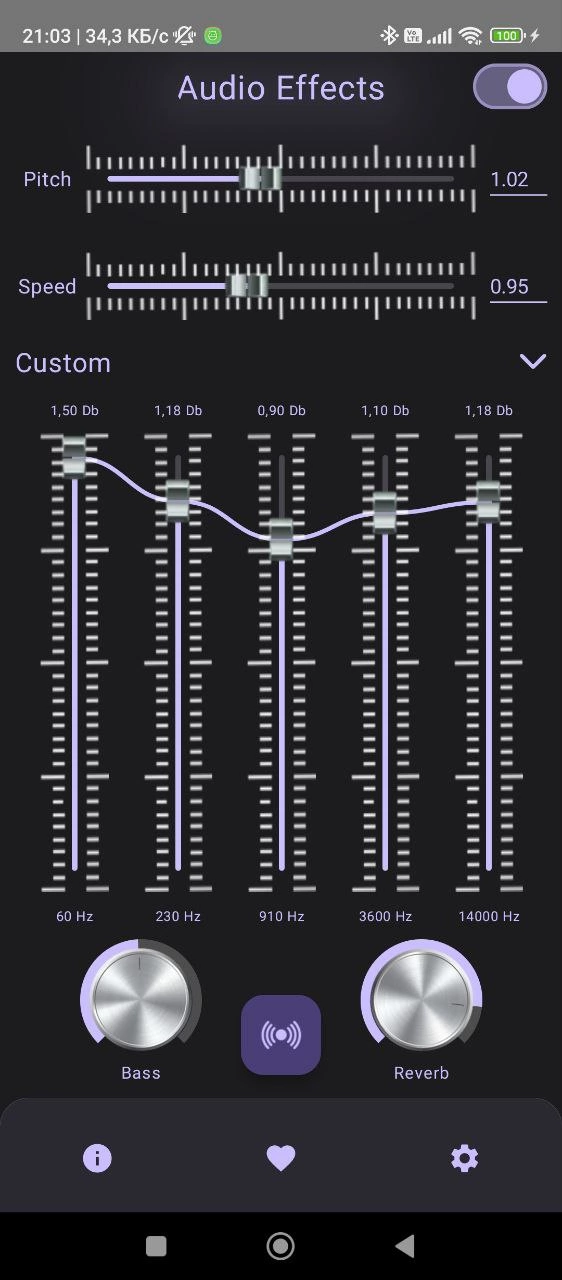 21:03 | 34,3 КБ/с
Vo LTE
100
Audio Effects
Pitch
1.02
Speed
0.95
Custom
1,50 Db 1,18 Db 0,90 Db 1,10 Db 1,18 Db
60 Hz 230 Hz 910 Hz 3600 Hz 14000 Hz
Bass
Reverb